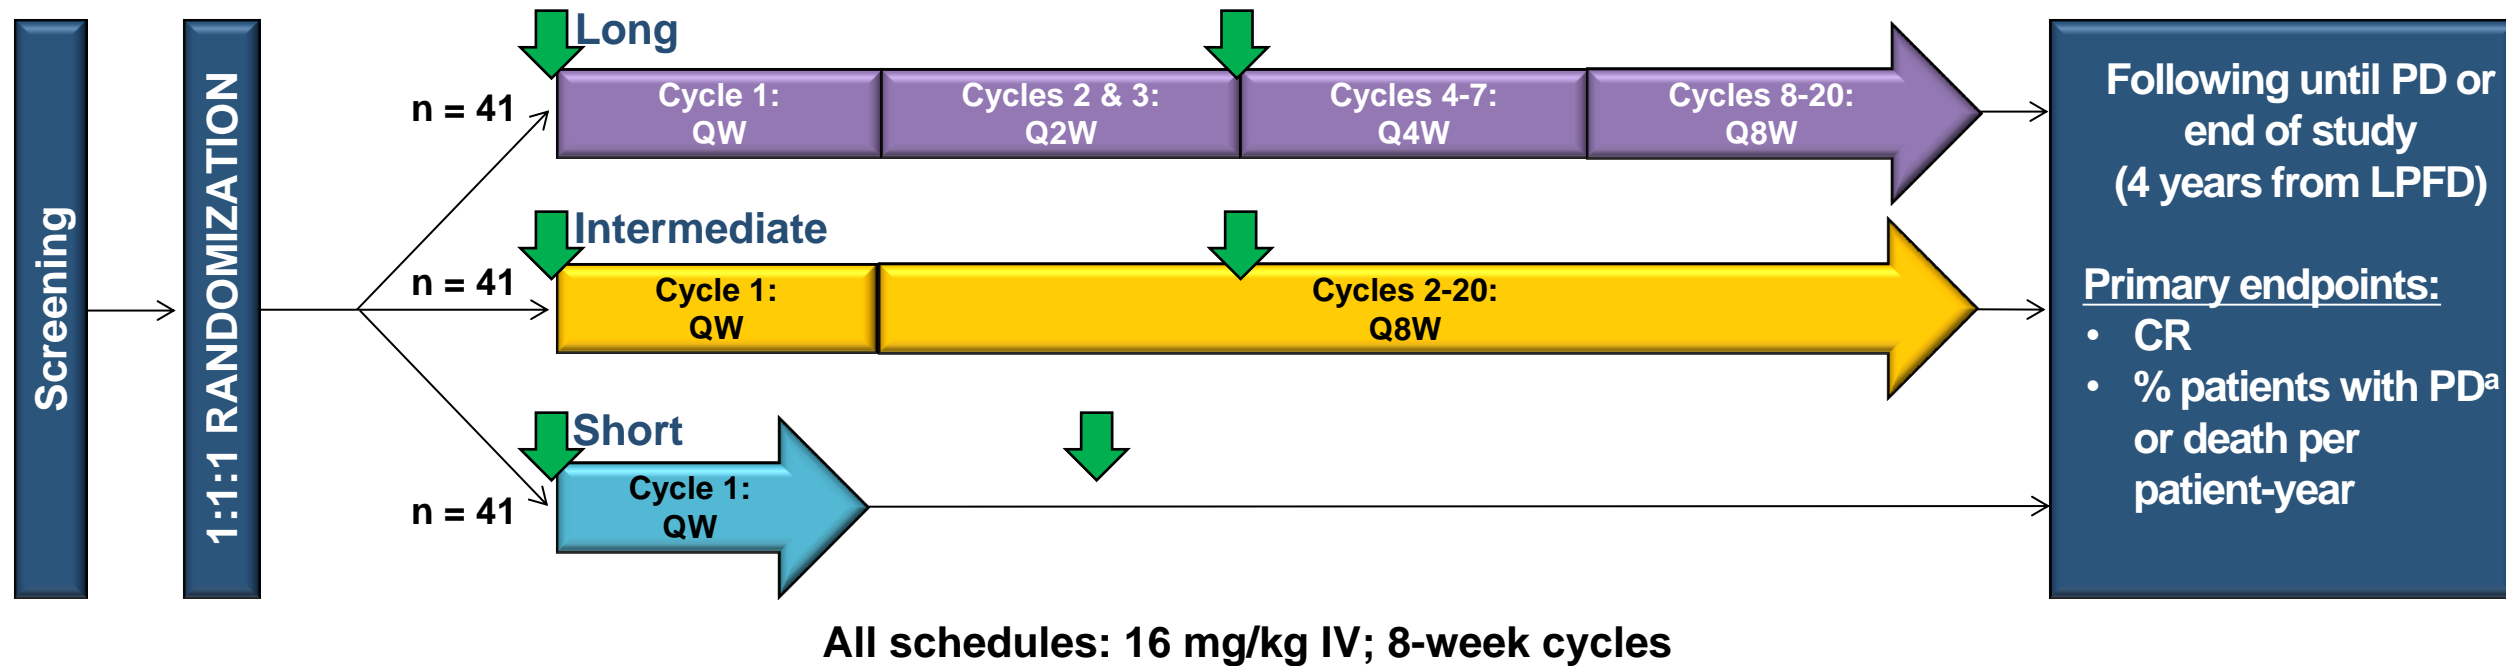 Screening
1:1:1 RANDOMIZATION
n = 41
Long
Cycle 1:
QW
Cycles 2 & 3:
Q2W
Cycles 4-7:
Q4W
Cycles 8-20:
Q8W
n = 41
Intermediate
Cycle 1:
QW
Cycles 2-20:
Q8W
n = 41
Short
Cycle 1:
QW
Following until PD or
end of study
(4 years from LPFD)
Primary endpoints:
• CR
• % patients with PDᵃ
or death per
patient-year
All schedules: 16 mg/kg IV; 8-week cycles